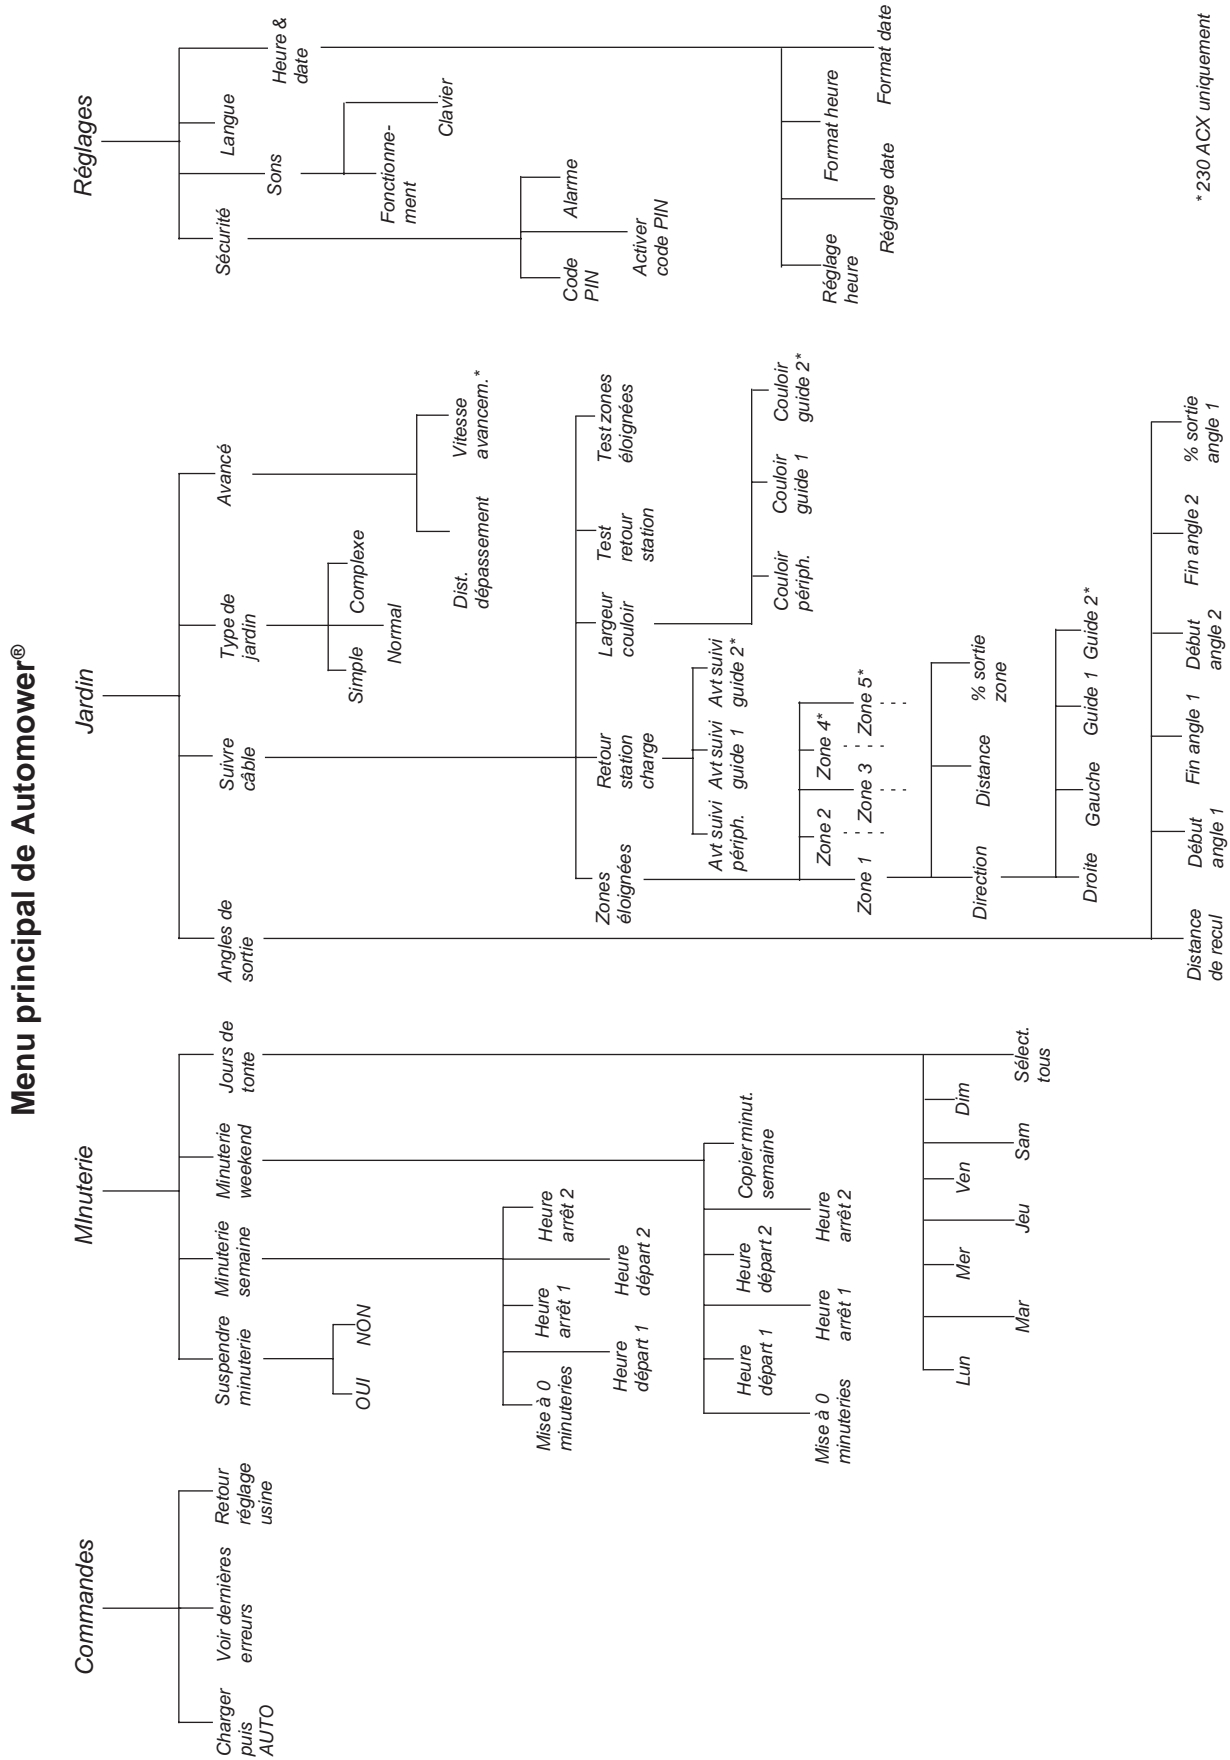 Menu principal de Automower®
Commandes
Charger
puis
AUTO
Voir dernières
erreurs
Retour
réglage
usine
MInuterie
Suspendre
minuterie
OUI
NON
Minuterie
semaine
Mise à 0
minuteries
Heure
départ 1
Heure
arrêt 1
Heure
départ 2
Heure
arrêt 2
Minuterie
weekend
Mise à 0
minuteries
Heure
départ 1
Heure
arrêt 1
Heure
départ 2
Heure
arrêt 2
Copier minut.
semaine
Jours de
tonte
Lun
Mar
Mer
Jeu
Ven
Sam
Dim
Sélect.
tous
Jardin
Angles de
sortie
Distance
de recul
Début
angle 1
Fin angle 1
Début
angle 2
Fin angle 2
% sortie
angle 1
Suivre
câble
Zones
éloignées
Zone 1
Zone 2
Zone 3
Zone 4*
Zone 5*
Direction
Distance
% sortie
zone
Droite
Gauche
Guide 1
Guide 2*
Retour
station
charge
Avt suivi
périph.
Avt suivi
guide 1
Avt suivi
guide 2*
Largeur
couloir
Couloir
périph.
Couloir
guide 1
Couloir
guide 2*
Test
retour
station
Test zones
éloignées
Type de
jardin
Simple
Normal
Complexe
Avancé
Dist.
dépassement
Vitesse
avancem.*
Réglages
Sécurité
Code
PIN
Activer
code PIN
Alarme
Sons
Fonctionne-
ment
Clavier
Langue
Heure &
date
Réglage
heure
Réglage date
Format heure
Format date
* 230 ACX uniquement